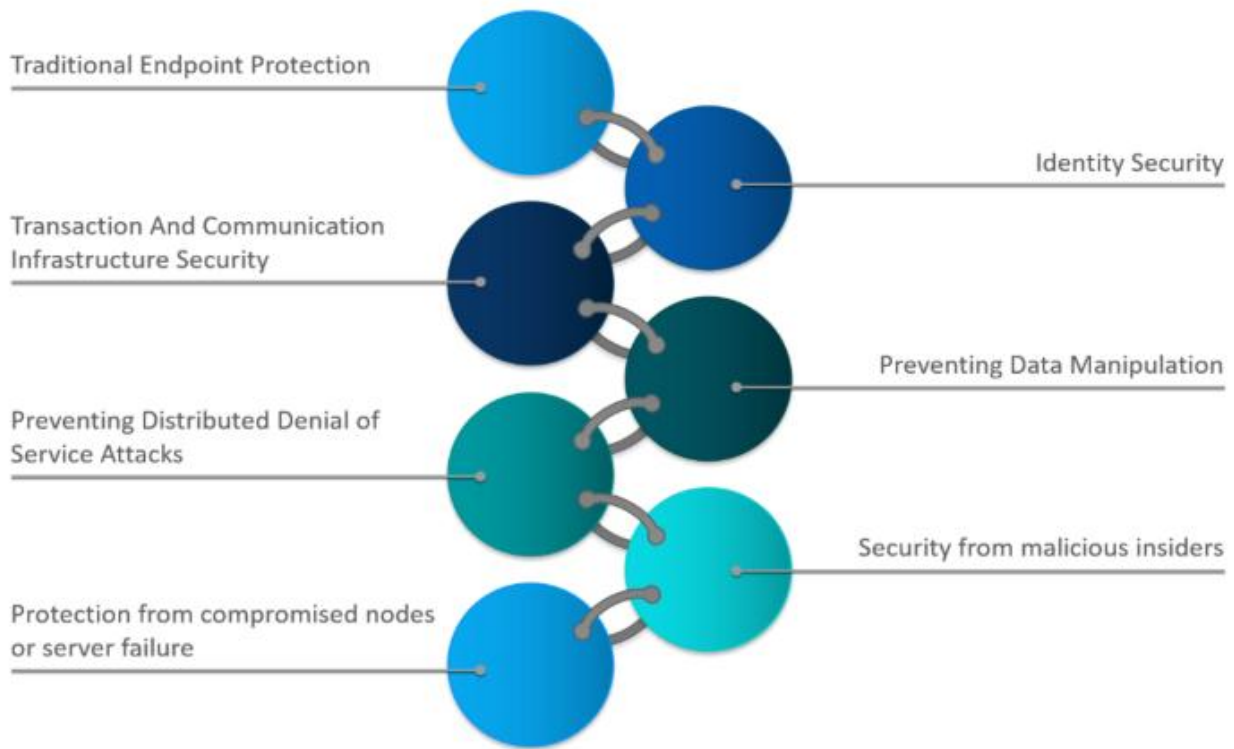 Traditional Endpoint Protection
Identity Security
Transaction And Communication
Infrastructure Security
Preventing Data Manipulation
Preventing Distributed Denial of
Service Attacks
Security from malicious insiders
Protection from compromised nodes
or server failure